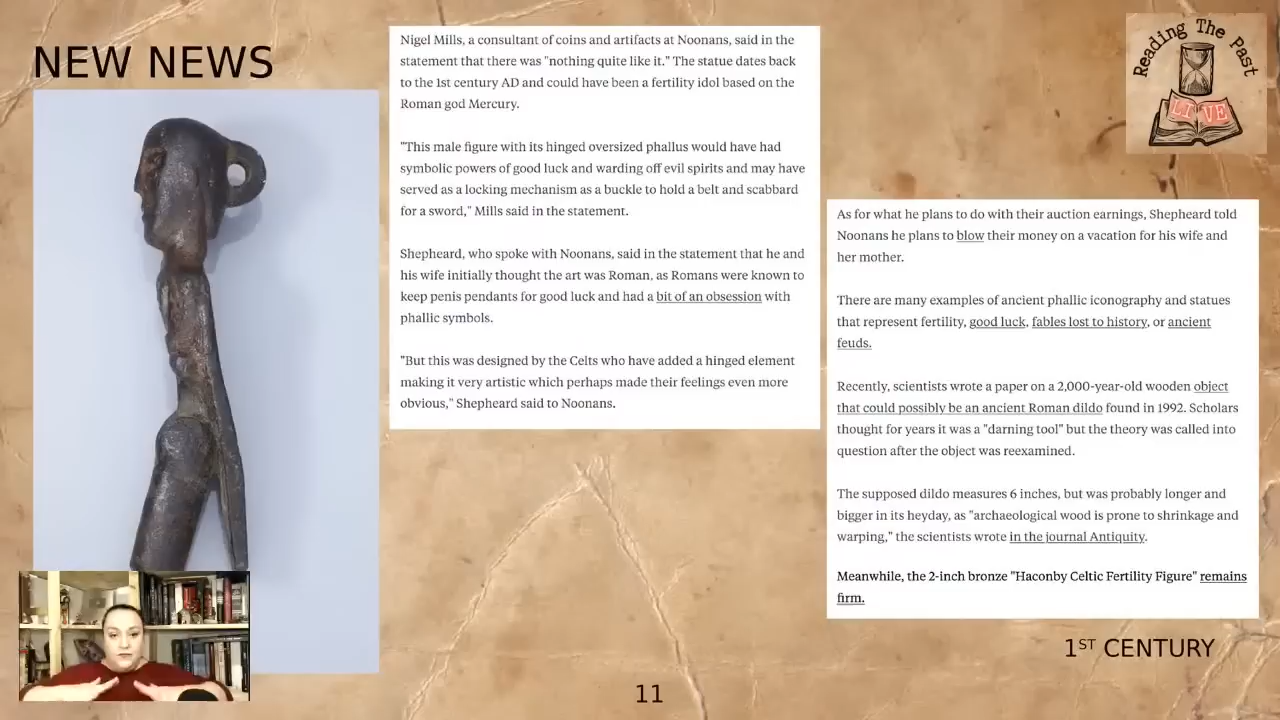 NEW NEWS
Nigel Mills, a consultant of coins and artifacts at Noonans, said in the
statement that there was "nothing quite like it." The statue dates back
to the 1st century AD and could have been a fertility idol based on the
Roman god Mercury.
"This male figure with its hinged oversized phallus would have had
symbolic powers of good luck and warding off evil spirits and may have
served as a locking mechanism as a buckle to hold a belt and scabbard
for a sword," Mills said in the statement.
Shepheard, who spoke with Noonans, said in the statement that he and
his wife initially thought the art was Roman, as Romans were known to
keep penis pendants for good luck and had a bit of an obsession with
phallic symbols.
"But this was designed by the Celts who have added a hinged element
making it very artistic which perhaps made their feelings even more
obvious," Shepheard said to Noonans.
Reading The Past
LIVE
As for what he plans to do with their auction earnings, Shepheard told
Noonans he plans to blow their money on a vacation for his wife and
her mother.
There are many examples of ancient phallic iconography and statues
that represent fertility, good luck, fables lost to history, or ancient
feuds.
Recently, scientists wrote a paper on a 2,000-year-old wooden object
that could possibly be an ancient Roman dildo found in 1992. Scholars
thought for years it was a "darning tool" but the theory was called into
question after the object was reexamined.
The supposed dildo measures 6 inches, but was probably longer and
bigger in its heyday, as "archaeological wood is prone to shrinkage and
warping," the scientists wrote in the journal Antiquity.
Meanwhile, the 2-inch bronze "Haconby Celtic Fertility Figure" remains
firm.
1ST CENTURY
11